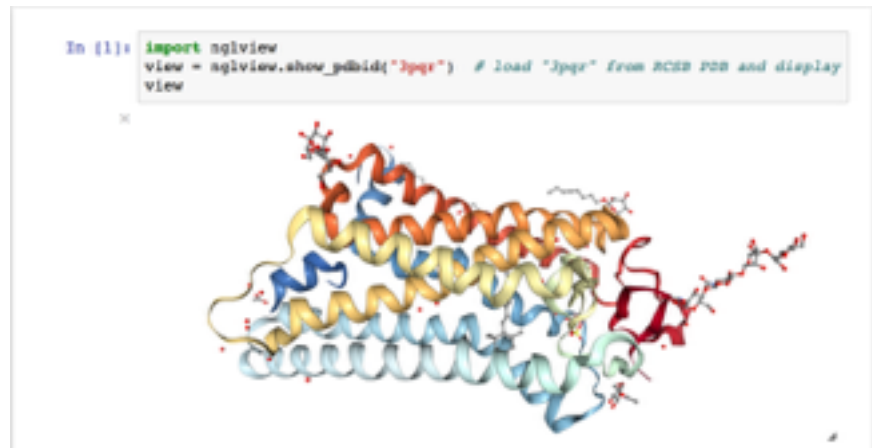 In [1]: import nglview
view = nglview.show_pdbid("3pqr") # load "3pqr" from RCSB PDB and display
view